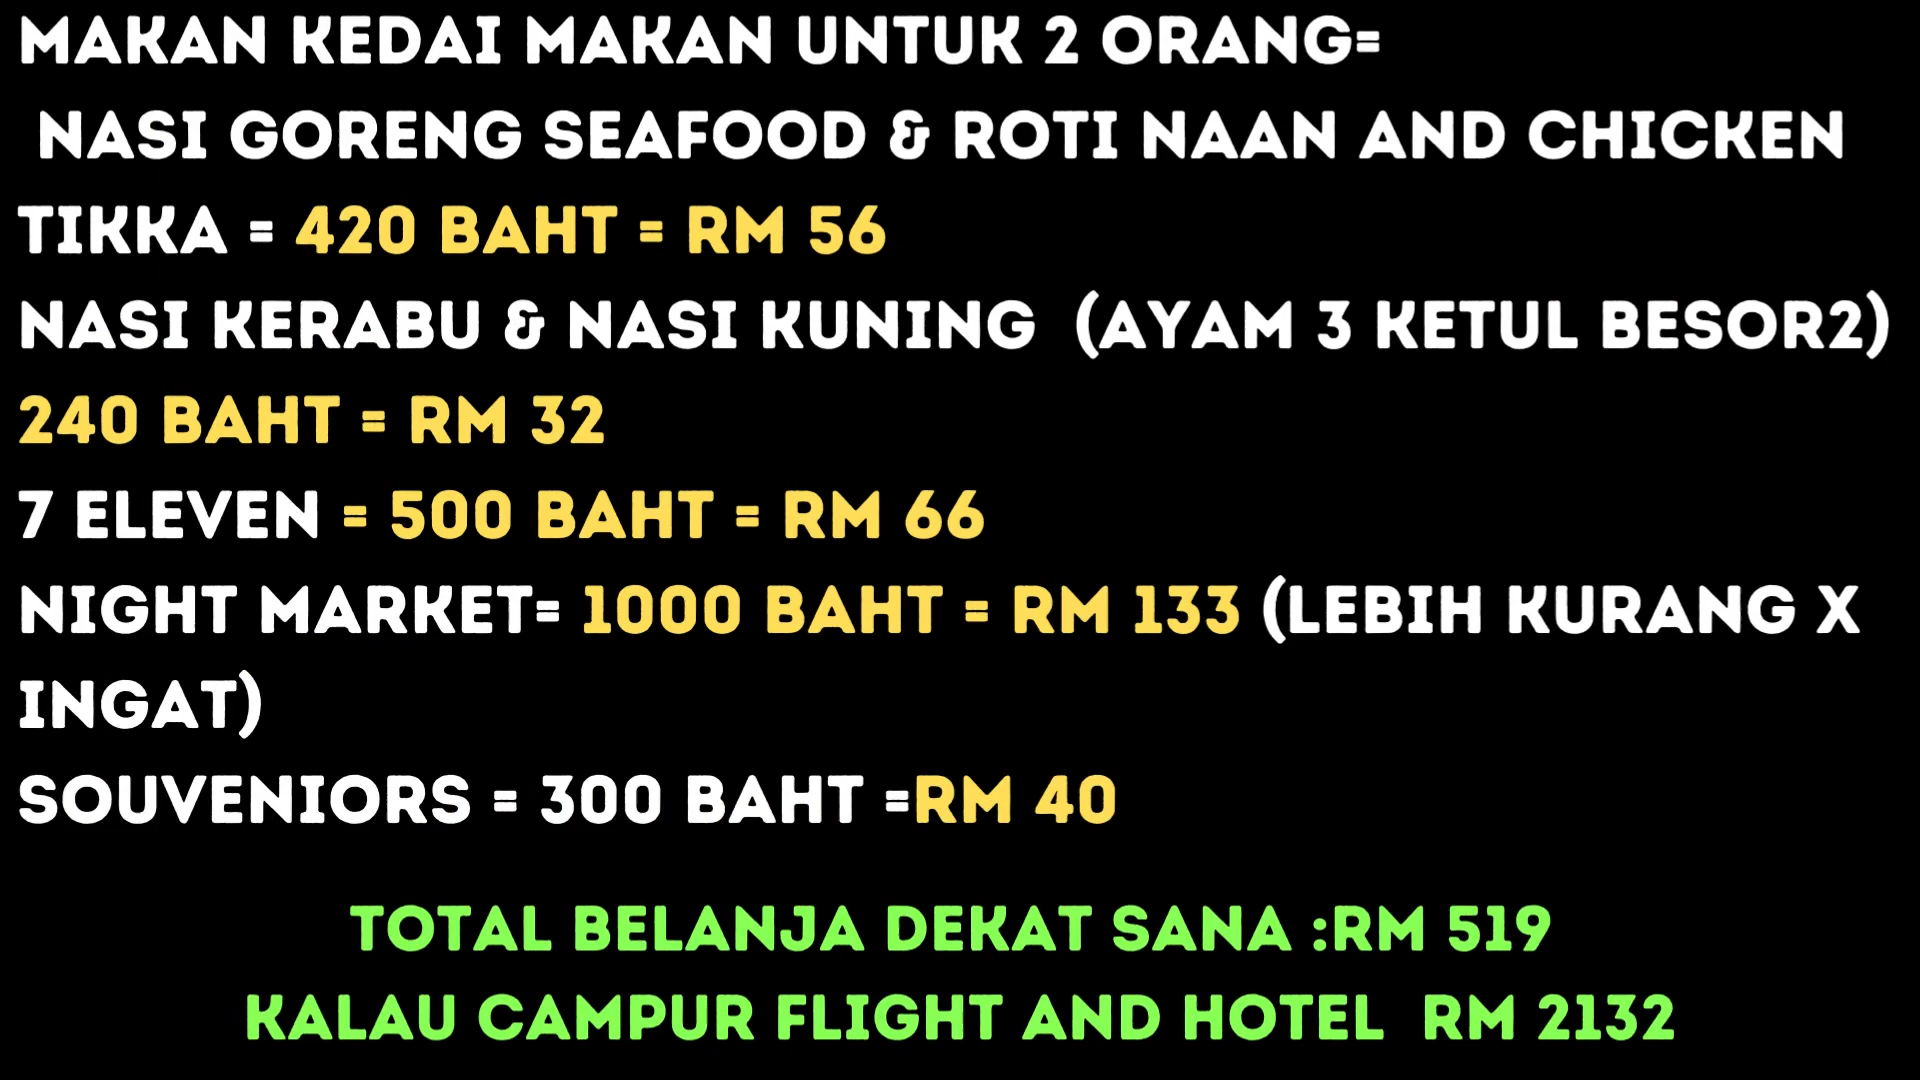 MAKAN KEDAI MAKAN UNTUK 2 ORANG=
NASI GORENG SEAFOOD & ROTI NAAN AND CHICKEN
TIKKA = 420 BAHT = RM 56
NASI KERABU & NASI KUNING (AYAM 3 KETUL BESOR2)
240 BAHT = RM 32
7 ELEVEN = 500 BAHT = RM 66
NIGHT MARKET= 1000 BAHT = RM 133 (LEBIH KURANG X
INGAT)
SOUVENIORS = 300 BAHT =RM 40
TOTAL BELANJA DEKAT SANA :RM 519
KALAU CAMPUR FLIGHT AND HOTEL RM 2132